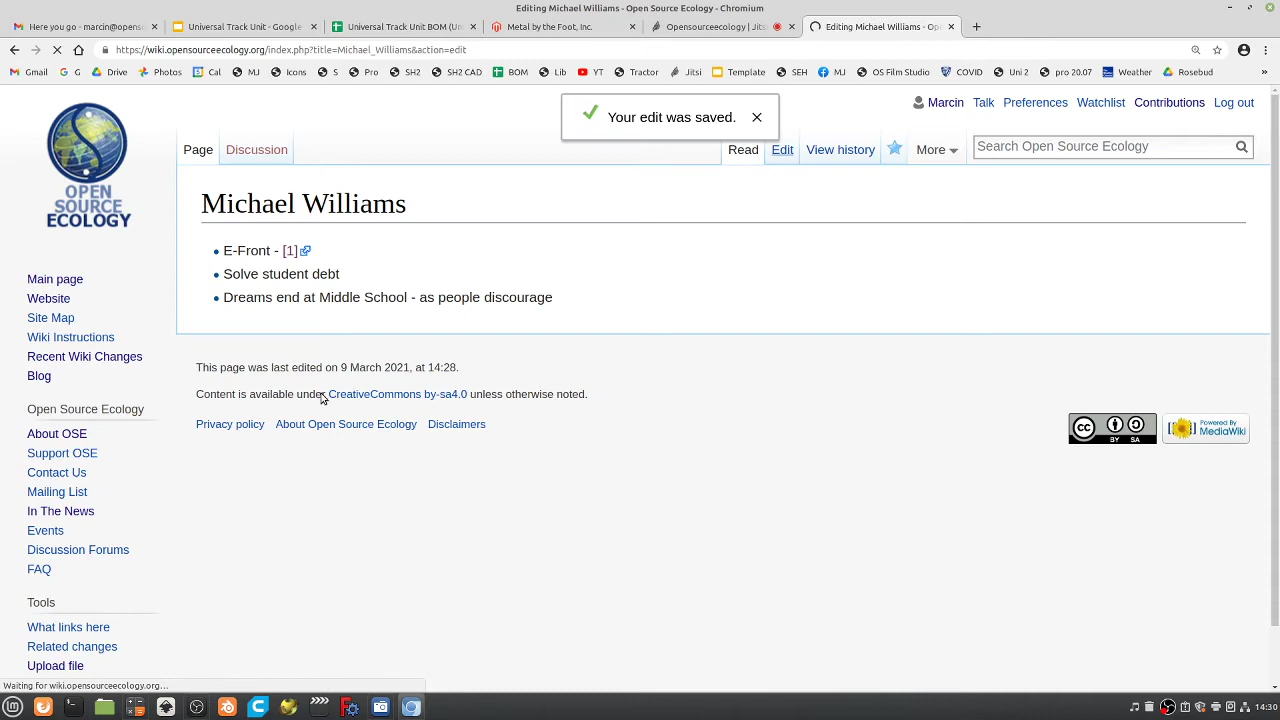 Editing Michael Williams - Open Source Ecology - Chromium
Here you go - marcin@opens
Universal Track Unit - Google
Universal Track Unit BOM (Un
Metal by the Foot, Inc.
Opensourceecology | Jits
Editing Michael Williams - Op
https://wiki.opensourceecology.org/index.php?title=Michael_Williams&action=edit
Gmail G Drive Photos Cal MJ Icons S Pro SH2 SH2 CAD BOM Lib YT Tractor Jitsi Template SEH MJ OS Film Studio COVID Uni 2 pro 20.07 Weather Rosebud »
Marcin Talk Preferences Watchlist Contributions Log out
Your edit was saved.
Page Discussion Read Edit View history More Search Open Source Ecology
OPEN
SOURCE
ECOLOGY
Michael Williams
E-Front - [1]
Solve student debt
Dreams end at Middle School - as people discourage
This page was last edited on 9 March 2021, at 14:28.
Content is available under CreativeCommons by-sa4.0 unless otherwise noted.
Privacy policy About Open Source Ecology Disclaimers
cc BY SA
Powered By
MediaWiki
Main page
Website
Site Map
Wiki Instructions
Recent Wiki Changes
Blog
Open Source Ecology
About OSE
Support OSE
Contact Us
Mailing List
In The News
Events
Discussion Forums
FAQ
Tools
What links here
Related changes
Upload file
Waiting for wiki.opensourceecology.org...
14:30